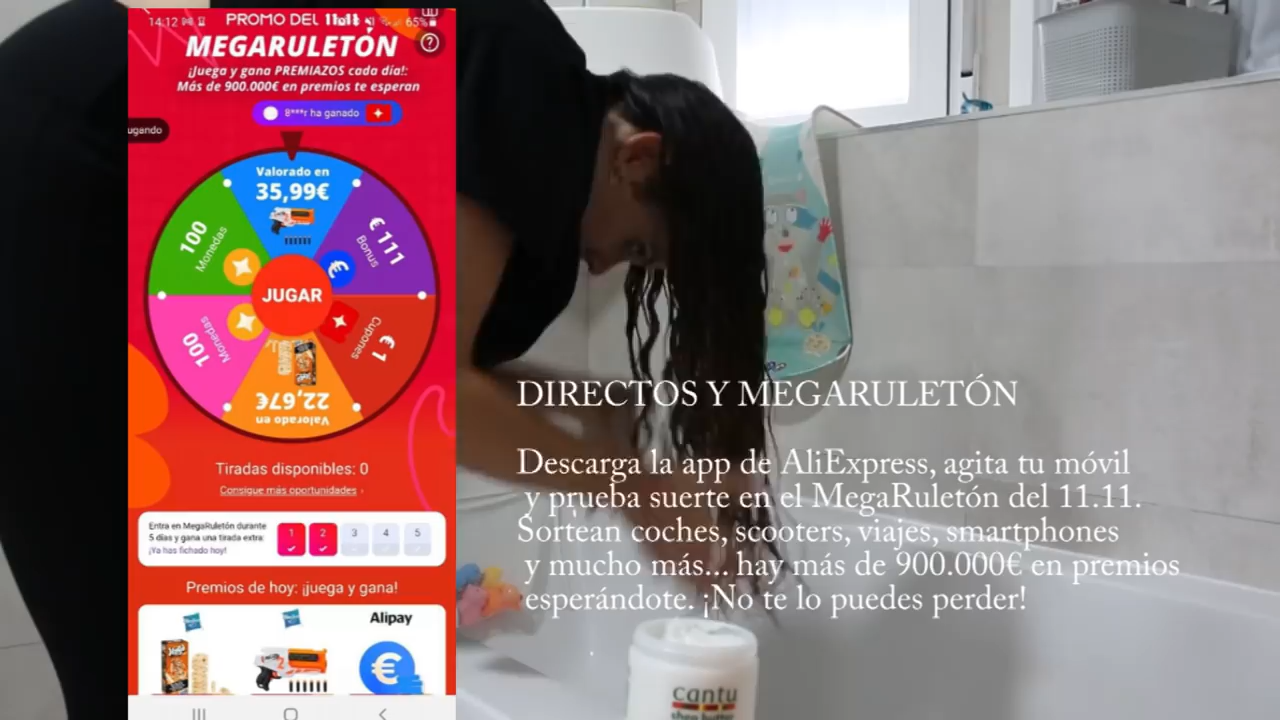 14:12
65%
PROMO DEL 11.11
MEGARULETÓN
?
¡Juega y gana PREMIAZOS cada día!:
Más de 900.000€ en premios te esperan
8***r ha ganado
ugando
Valorado en
35,99€
€ 111
Bonus
100
Monedas
JUGAR
€ 1
Cupones
100
Monedas
Valorado en
22,67€
Tiradas disponibles: 0
Consigue más oportunidades ›
Entra en MegaRuletón durante
5 días y gana una tirada extra:
¡Ya has fichado hoy!
1 2 3 4 5
Premios de hoy: ¡juega y gana!
Alipay
DIRECTOS Y MEGARULETÓN
Descarga la app de AliExpress, agita tu móvil
y prueba suerte en el MegaRuletón del 11.11.
Sortean coches, scooters, viajes, smartphones
y mucho más... hay más de 900.000€ en premios
esperándote. ¡No te lo puedes perder!
cantu
shea butter